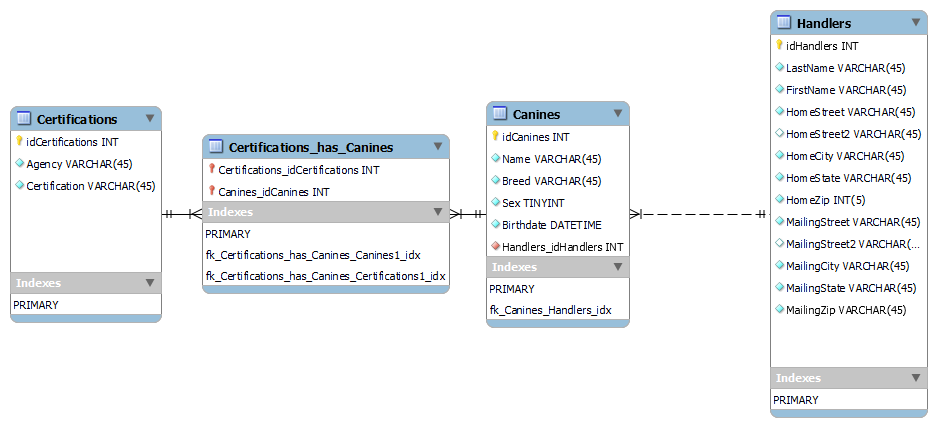 Certifications
idCertifications INT
Agency VARCHAR(45)
Certification VARCHAR(45)
Indexes
PRIMARY
Certifications_has_Canines
Certifications_idCertifications INT
Canines_idCanines INT
Indexes
PRIMARY
fk_Certifications_has_Canines_Canines1_idx
fk_Certifications_has_Canines_Certifications1_idx
Canines
idCanines INT
Name VARCHAR(45)
Breed VARCHAR(45)
Sex TINYINT
Birthdate DATETIME
Handlers_idHandlers INT
Indexes
PRIMARY
fk_Canines_Handlers_idx
Handlers
idHandlers INT
LastName VARCHAR(45)
FirstName VARCHAR(45)
HomeStreet VARCHAR(45)
HomeStreet2 VARCHAR(45)
HomeCity VARCHAR(45)
HomeState VARCHAR(45)
HomeZip INT(5)
MailingStreet VARCHAR(45)
MailingStreet2 VARCHAR(...
MailingCity VARCHAR(45)
MailingState VARCHAR(45)
MailingZip VARCHAR(45)
Indexes
PRIMARY